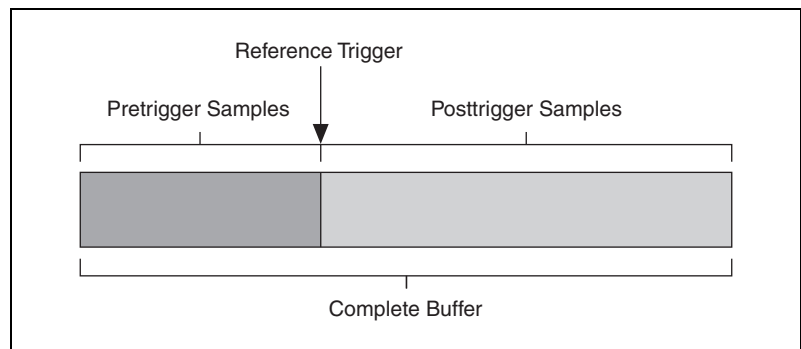 Reference Trigger
Pretrigger Samples
Posttrigger Samples
Complete Buffer